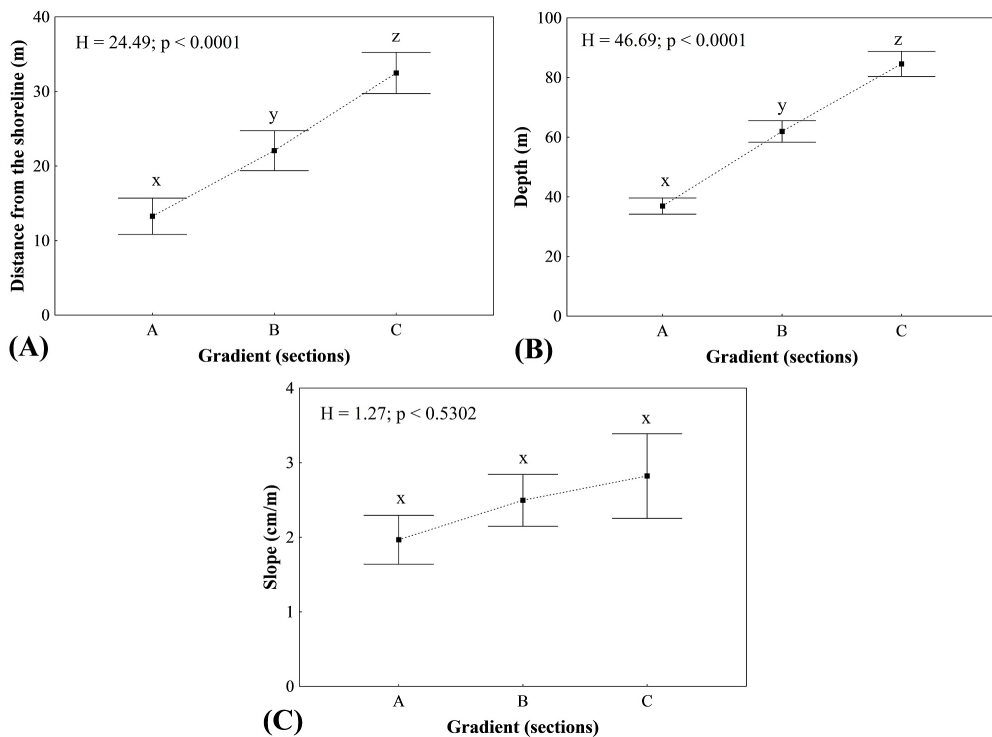 H = 24.49; p < 0.0001
Distance from the shoreline (m)
40
30
20
10
0
x
y
z
A
B
C
Gradient (sections)
(A)
H = 46.69; p < 0.0001
Depth (m)
100
80
60
40
20
0
x
y
z
A
B
C
Gradient (sections)
(B)
H = 1.27; p < 0.5302
Slope (cm/m)
4
3
2
1
0
x
x
x
A
B
C
Gradient (sections)
(C)